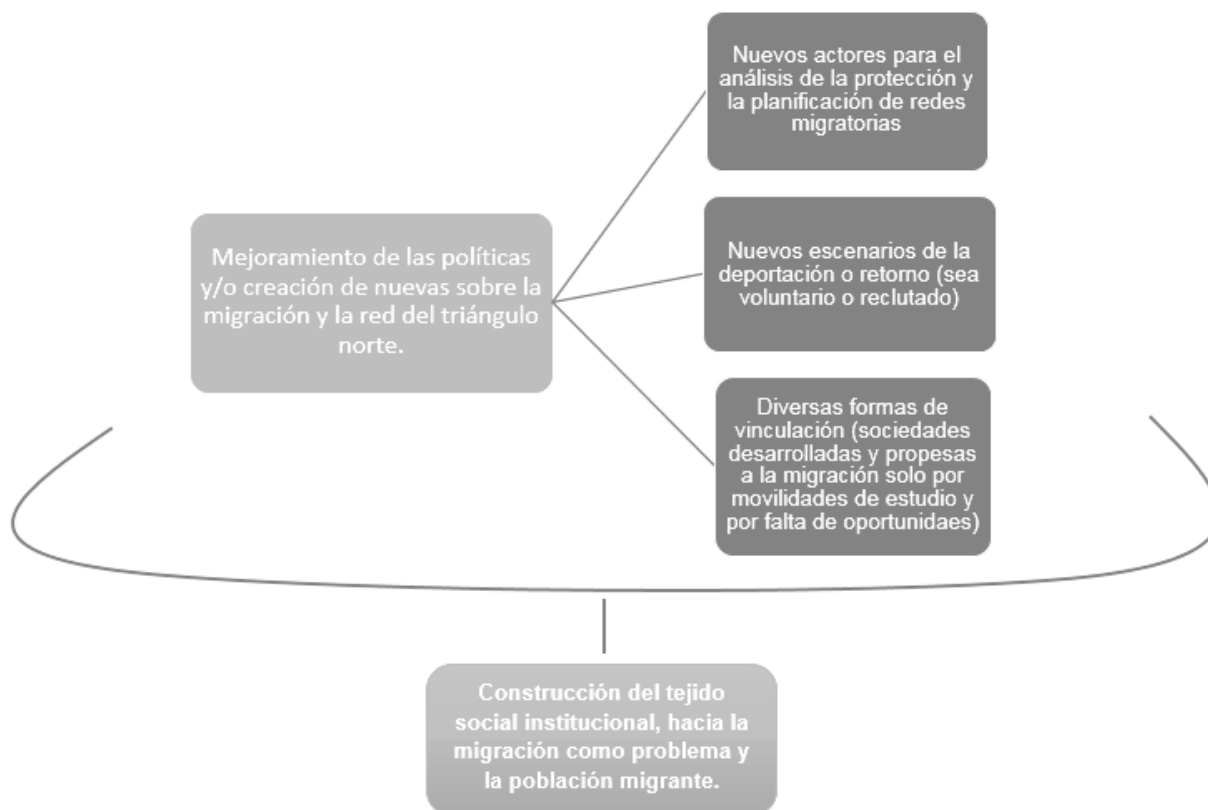 Nuevos actores para el
análisis de la protección y
la planificación de redes
migratorias
Mejoramiento de las políticas
y/o creación de nuevas sobre la
migración y la red del triángulo
norte.
Nuevos escenarios de la
deportación o retorno (sea
voluntario o reclutado)
Diversas formas de
vinculación (sociedades
desarrolladas y propesas
a la migración solo por
movilidades de estudio y
por falta de oportunidaes)
Construcción del tejido
social institucional, hacia la
migración como problema y
la población migrante.